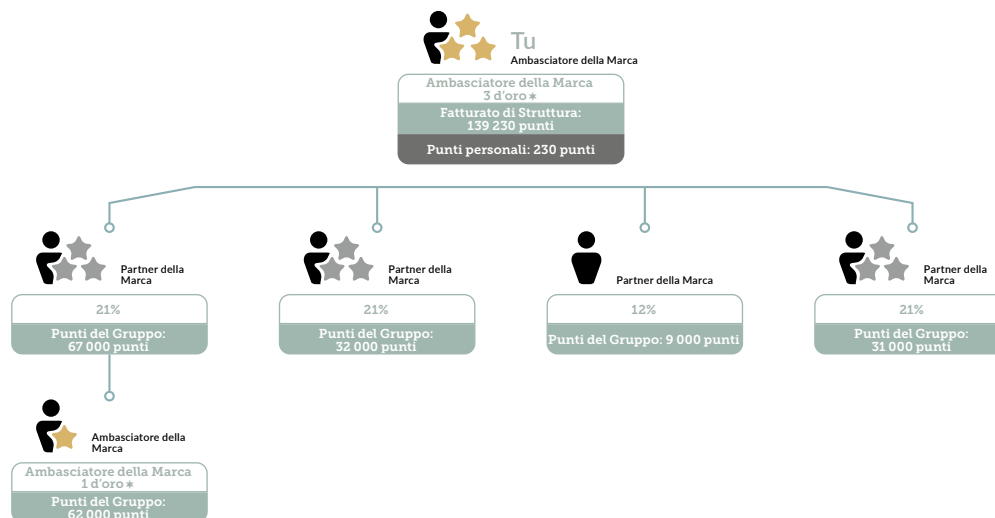 Tu
Ambasciatore della Marca
Ambasciatore della Marca
3 d'oro✶
Fatturato di Struttura:
139 230 punti
Punti personali: 230 punti
Partner della
Marca
21%
Punti del Gruppo:
67 000 punti
Partner della
Marca
21%
Punti del Gruppo:
32 000 punti
Partner della Marca
12%
Punti del Gruppo: 9 000 punti
Partner della
Marca
21%
Punti del Gruppo:
31 000 punti
Ambasciatore della
Marca
Ambasciatore della Marca
1 d'oro✶
Punti del Gruppo:
62 000 punti